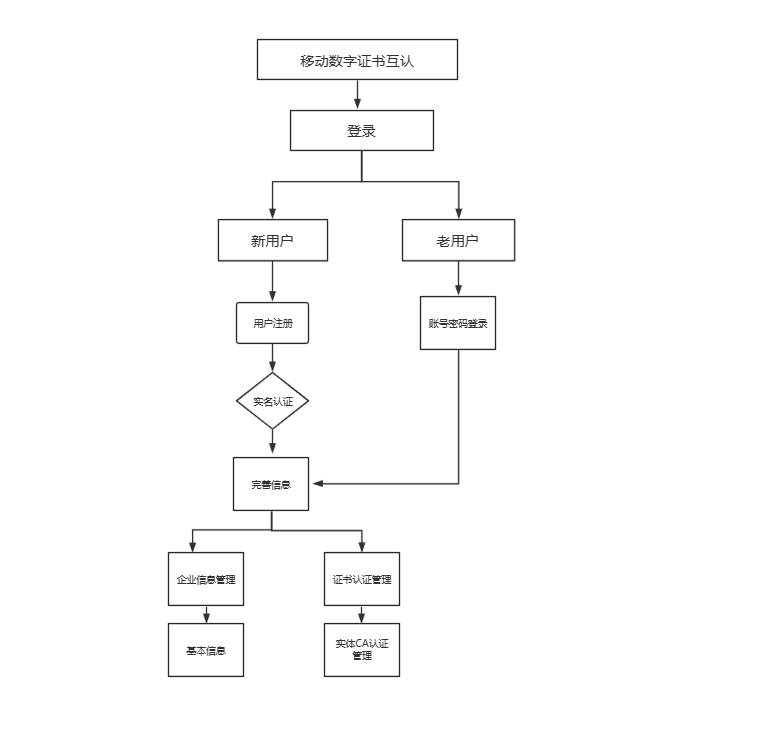 移动数字证书互认
登录
新用户
老用户
用户注册
账号密码登录
实名认证
完善信息
企业信息管理
证书认证管理
基本信息
实体CA认证
管理